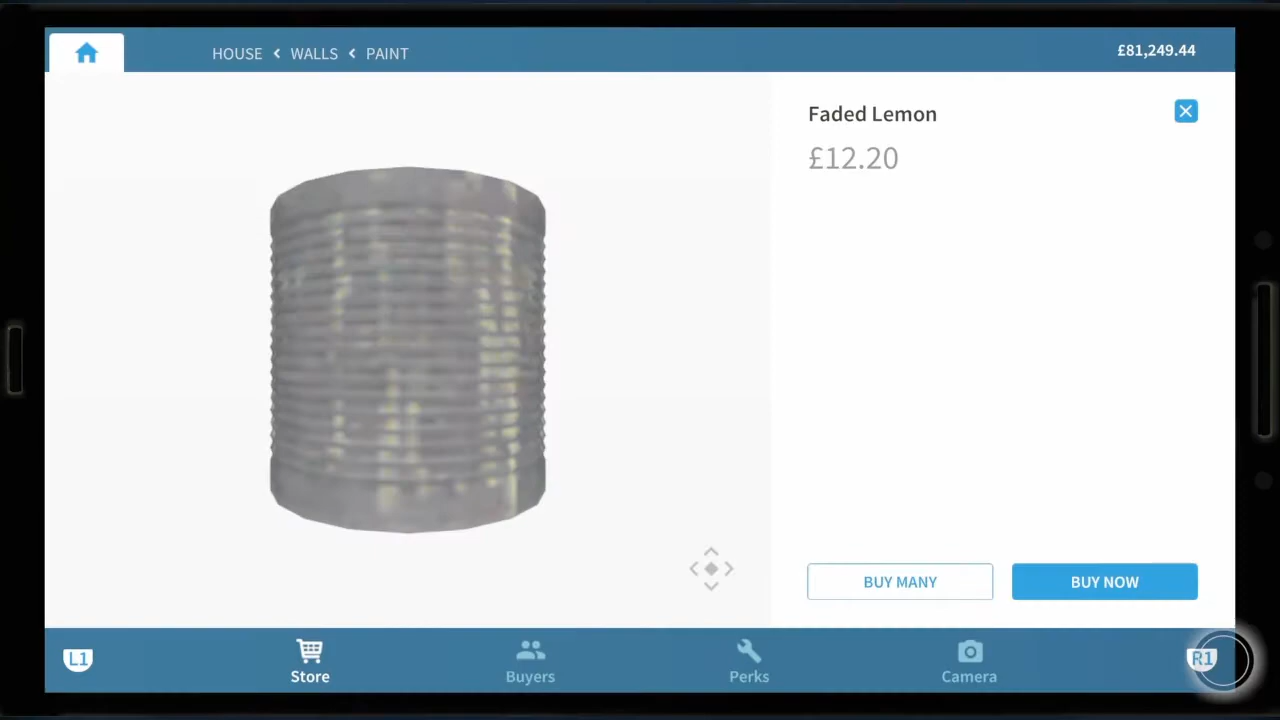 HOUSE < WALLS < PAINT
£81,249.44
Faded Lemon
£12.20
BUY MANY
BUY NOW
L1
Store
Buyers
Perks
Camera
R1